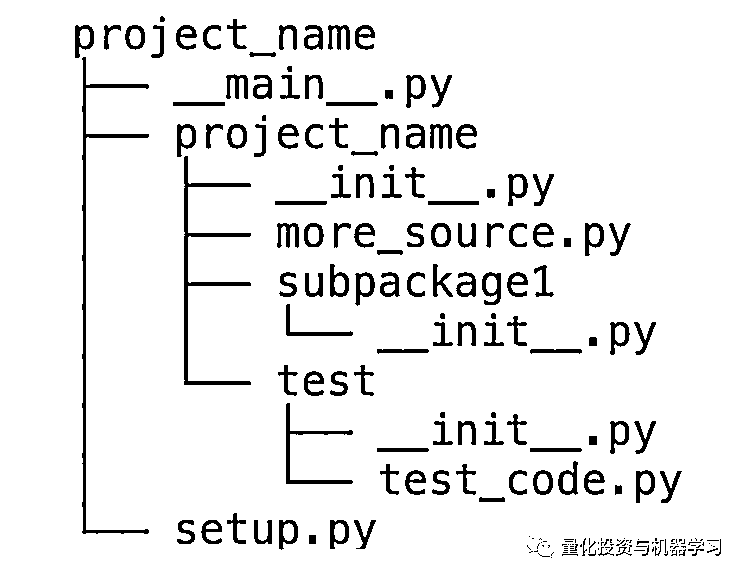 project_name
__main__.py
project_name
__init__.py
more_source.py
subpackage1
__init__.py
test
__init__.py
test_code.py
setup.py
量化投资与机器学习